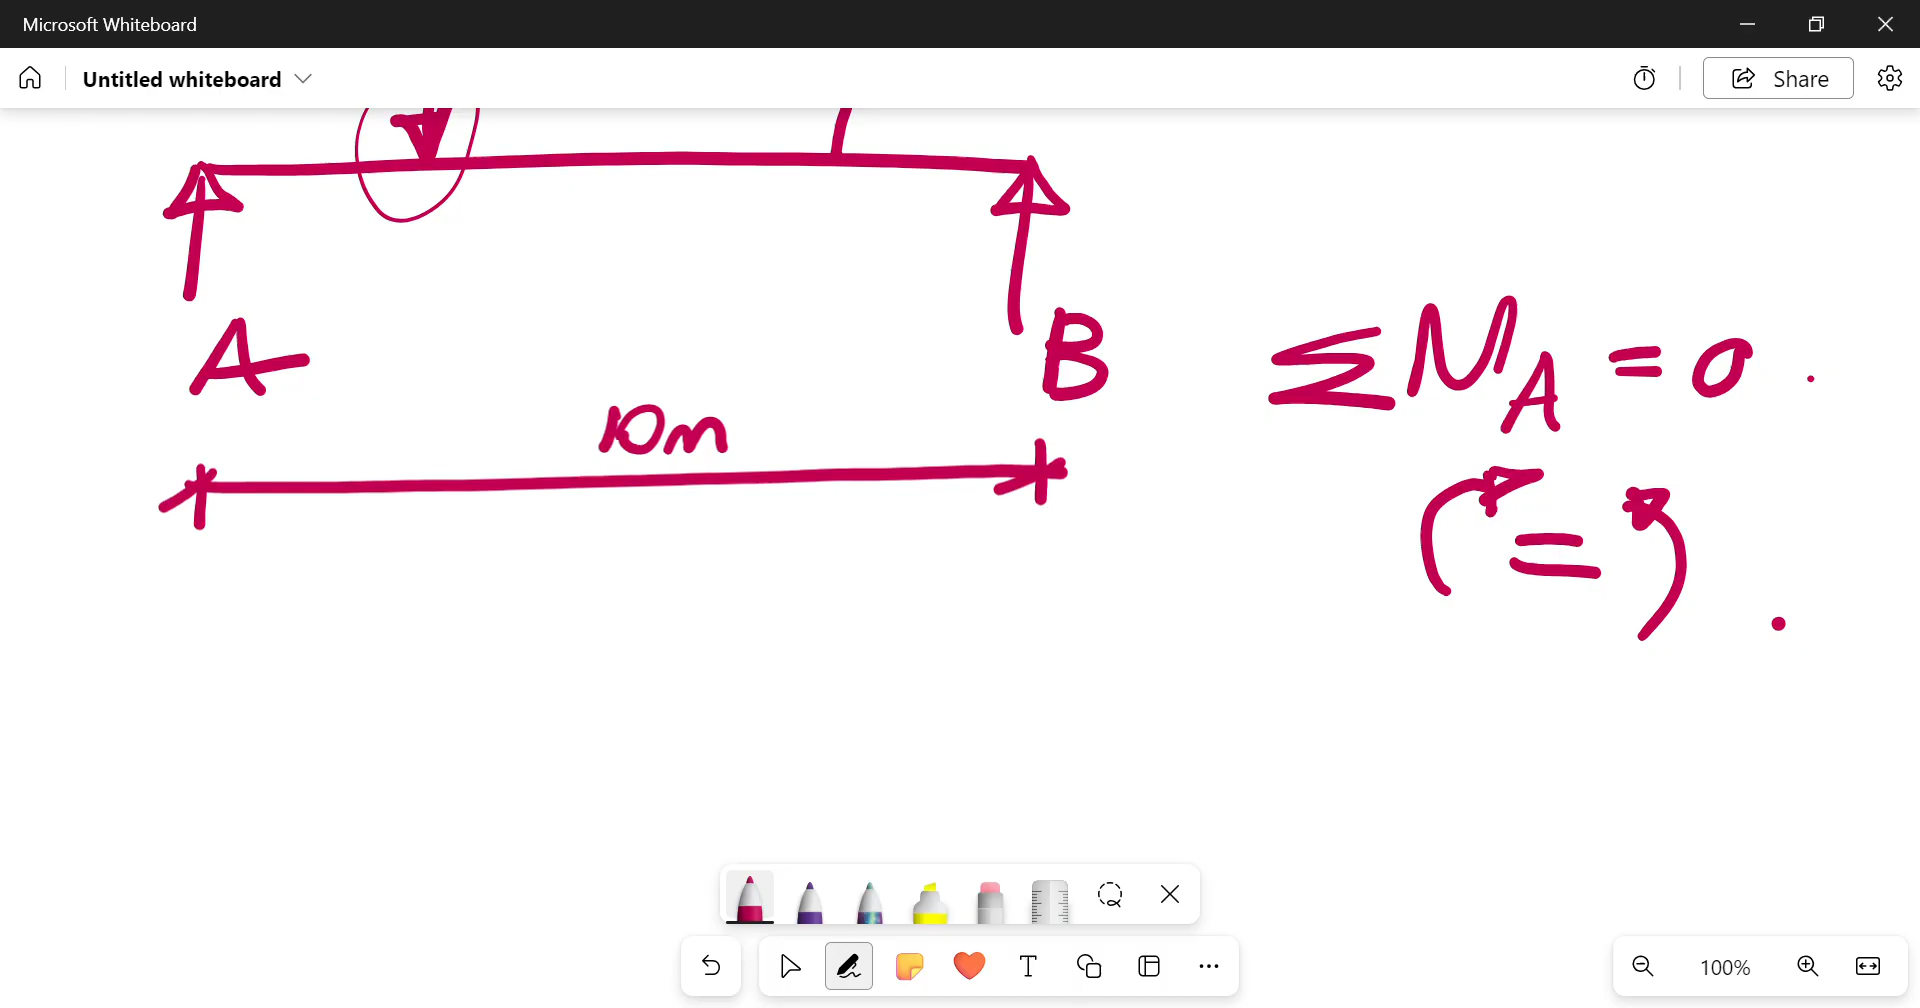 Microsoft Whiteboard
Untitled whiteboard
Share
A
B
10m
ΣMA = 0 .
=
100%